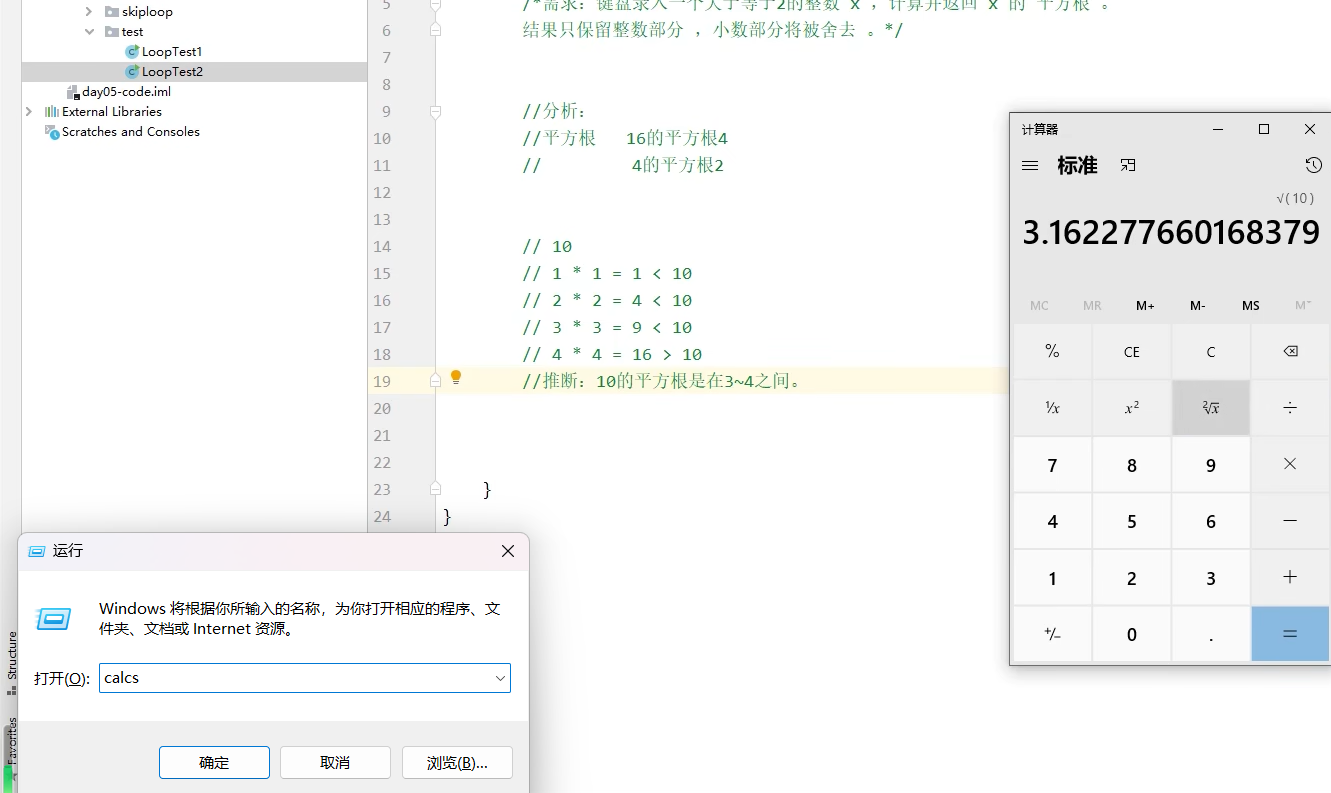 skiploop
test
LoopTest1
LoopTest2
day05-code.iml
External Libraries
Scratches and Consoles
Structure
Favorites
5 /*需求：键盘录入一个大于等于2的整数 x ，计算并返回 x 的 平方根 。
6 结果只保留整数部分 ，小数部分将被舍去 。*/
7
8
9 //分析：
10 //平方根 16的平方根4
11 // 4的平方根2
12
13
14 // 10
15 // 1 * 1 = 1 < 10
16 // 2 * 2 = 4 < 10
17 // 3 * 3 = 9 < 10
18 // 4 * 4 = 16 > 10
19 //推断：10的平方根是在3~4之间。
20
21
22
23 }
24 }
计算器
标准
√( 10 )
3.162277660168379
MC MR M+ M- MS M˅
% CE C
⅟x x² ²√x ÷
7 8 9 ×
4 5 6 −
1 2 3 +
+/− 0 . =
运行
Windows 将根据你所输入的名称，为你打开相应的程序、文
件夹、文档或 Internet 资源。
打开(O): calcs
确定 取消 浏览(B)...